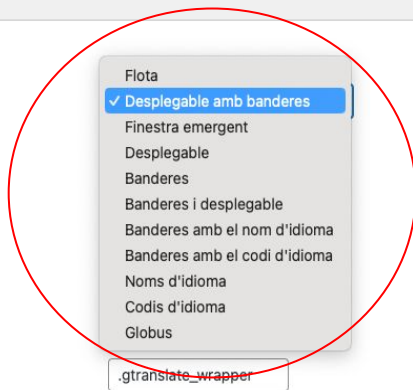 Flota
✓ Desplegable amb banderes
Finestra emergent
Desplegable
Banderes
Banderes i desplegable
Banderes amb el nom d'idioma
Banderes amb el codi d'idioma
Noms d'idioma
Codis d'idioma
Globus
.gtranslate_wrapper